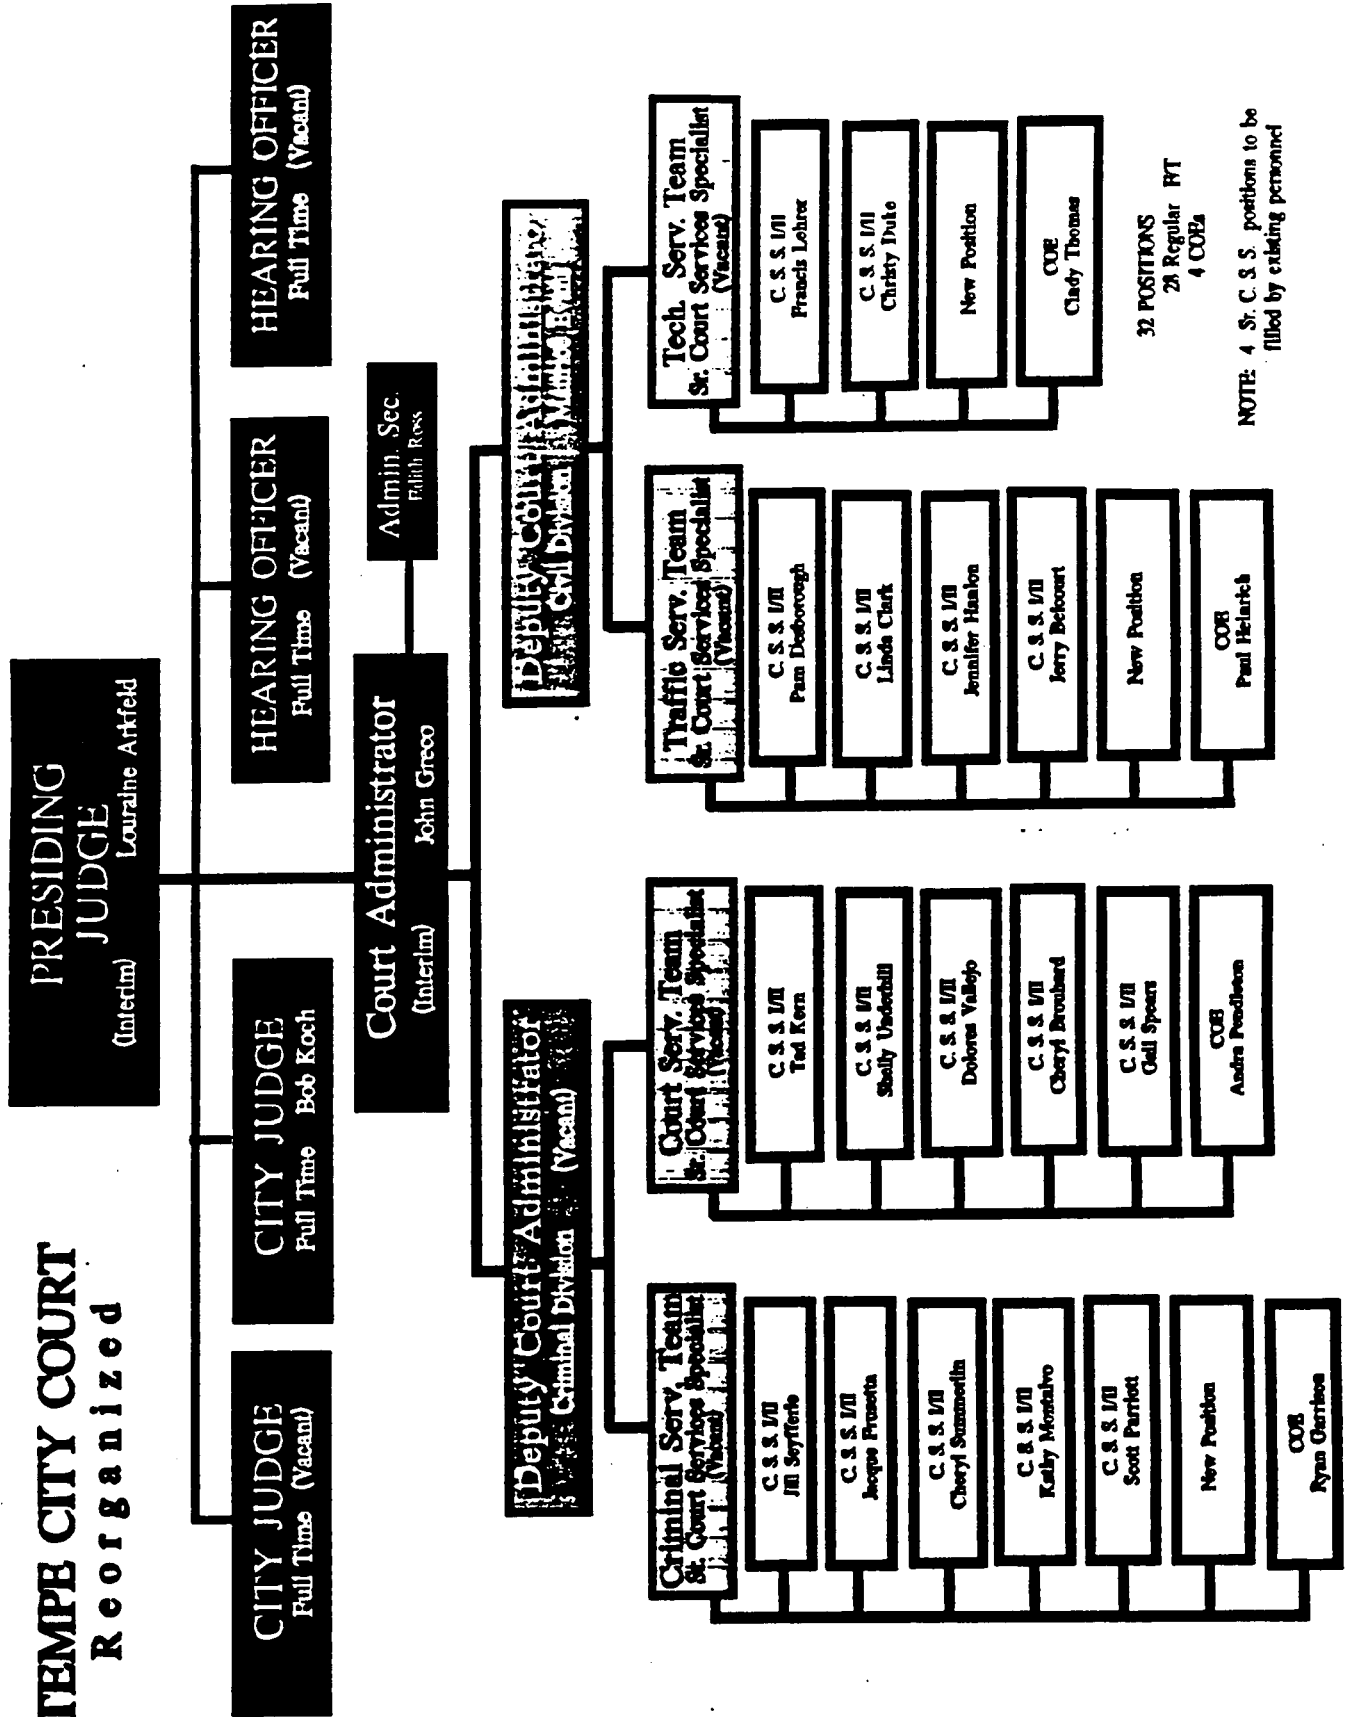 TEMPE CITY COURT
Reorganized
PRESIDING
JUDGE
(Interim) Louraine Arkfeld
CITY JUDGE
Full Time (Vacant)
CITY JUDGE
Full Time Bob Koch
HEARING OFFICER
Full Time (Vacant)
HEARING OFFICER
Full Time (Vacant)
Court Administrator
(Interim) John Greco
Admin. Sec.
Edith Ross
Deputy Court Administrator
Criminal Division (Vacant)
Deputy Court Administrator
Civil Division
Criminal Serv. Team
Sr. Court Services Specialist
(Vacant)
C. S. S. I/II
Jill Seyfferle
C. S. S. I/II
Jacque Frusetta
C. S. S. I/II
Cheryl Summerlin
C. S. S. I/II
Kathy Montalvo
C. S. S. I/II
Scott Parriott
New Position
COE
Ryan Garrison
Court Serv. Team
Sr. Court Services Specialist
(Vacant)
C. S. S. I/II
Tad Kern
C. S. S. I/II
Shelly Underhill
C. S. S. I/II
Dolores Vallejo
C. S. S. I/II
Cheryl Broubard
C. S. S. I/II
Gail Spears
COE
Andra Pendleton
Traffic Serv. Team
Sr. Court Services Specialist
(Vacant)
C. S. S. I/II
Pam Desborough
C. S. S. I/II
Linda Clark
C. S. S. I/II
Jennifer Hanlon
C. S. S. I/II
Jerry Belcourt
New Position
COE
Paul Heinrich
Tech. Serv. Team
Sr. Court Services Specialist
(Vacant)
C. S. S. I/II
Francis Lehrer
C. S. S. I/II
Christy Duke
New Position
COE
Cindy Thomas
32 POSITIONS
28 Regular F/T
4 COEs
NOTE: 4 Sr. C. S. S. positions to be
filled by existing personnel